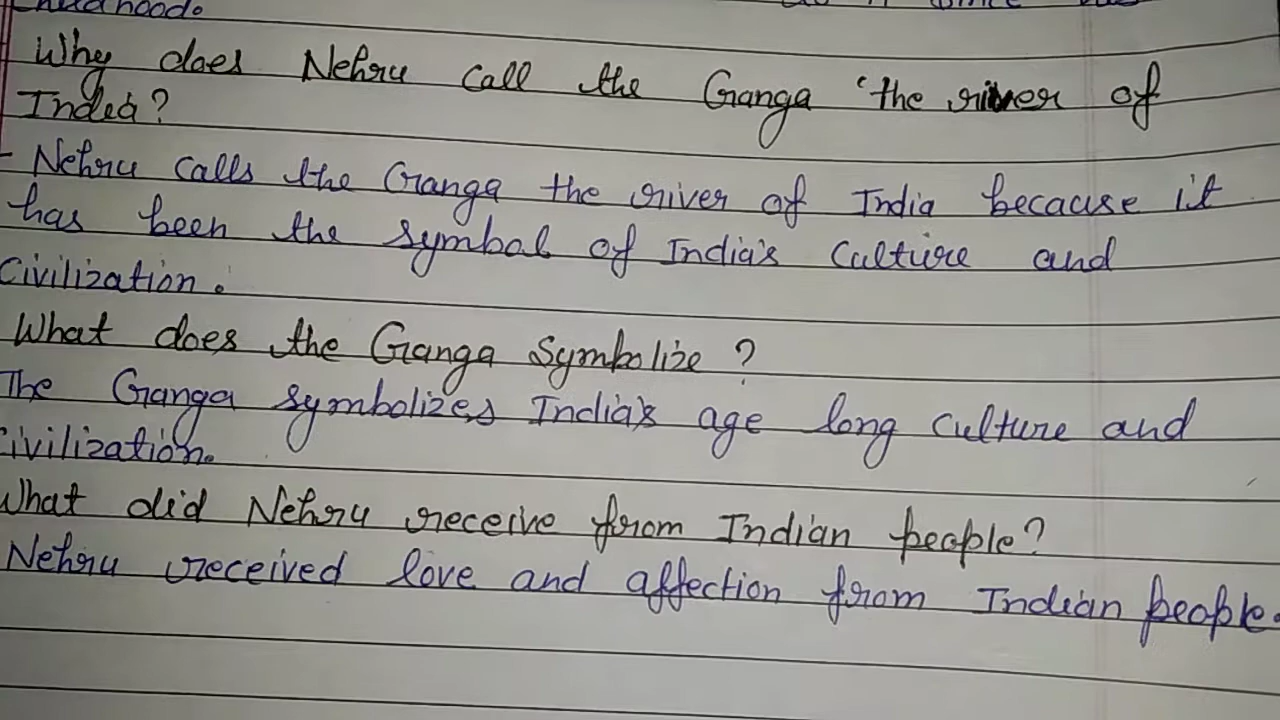 Childhood.
Why does Nehru call the Ganga 'the river of
India?
- Nehru calls the Ganga the river of India because it
has been the symbal of India's culture and
civilization.
What does the Ganga Symbolize ?
The Ganga symbolizes India's age long culture and
civilization.
What did Nehru receive from Indian people?
Nehru received love and affection from Indian people.